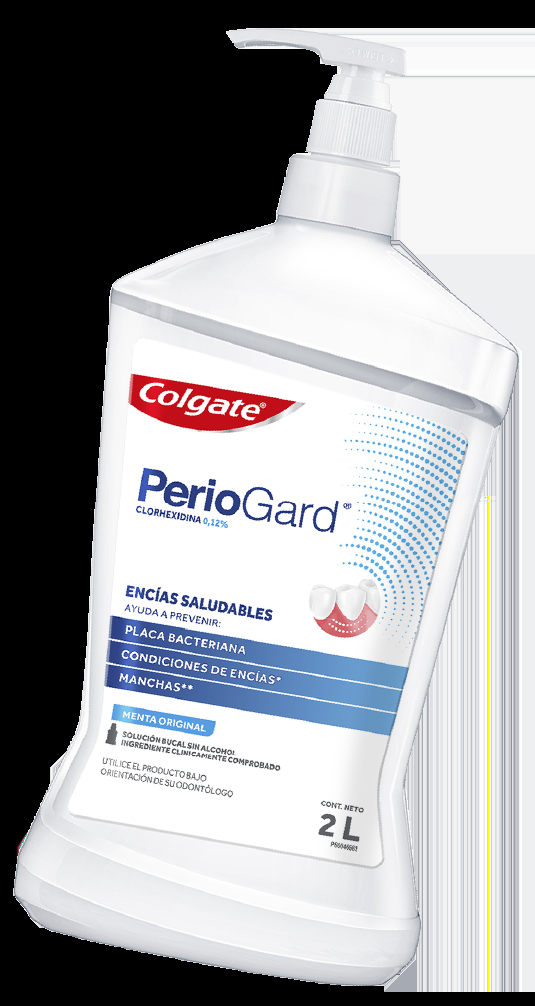 Colgate®
PerioGard®
CLORHEXIDINA 0,12%
ENCÍAS SALUDABLES
AYUDA A PREVENIR:
PLACA BACTERIANA
CONDICIONES DE ENCÍAS*
MANCHAS**
MENTA ORIGINAL
SOLUCIÓN BUCAL SIN ALCOHOL
INGREDIENTE CLINICAMENTE COMPROBADO
UTILICE EL PRODUCTO BAJO
ORIENTACIÓN DE SU ODONTÓLOGO
CONT. NETO
2 L